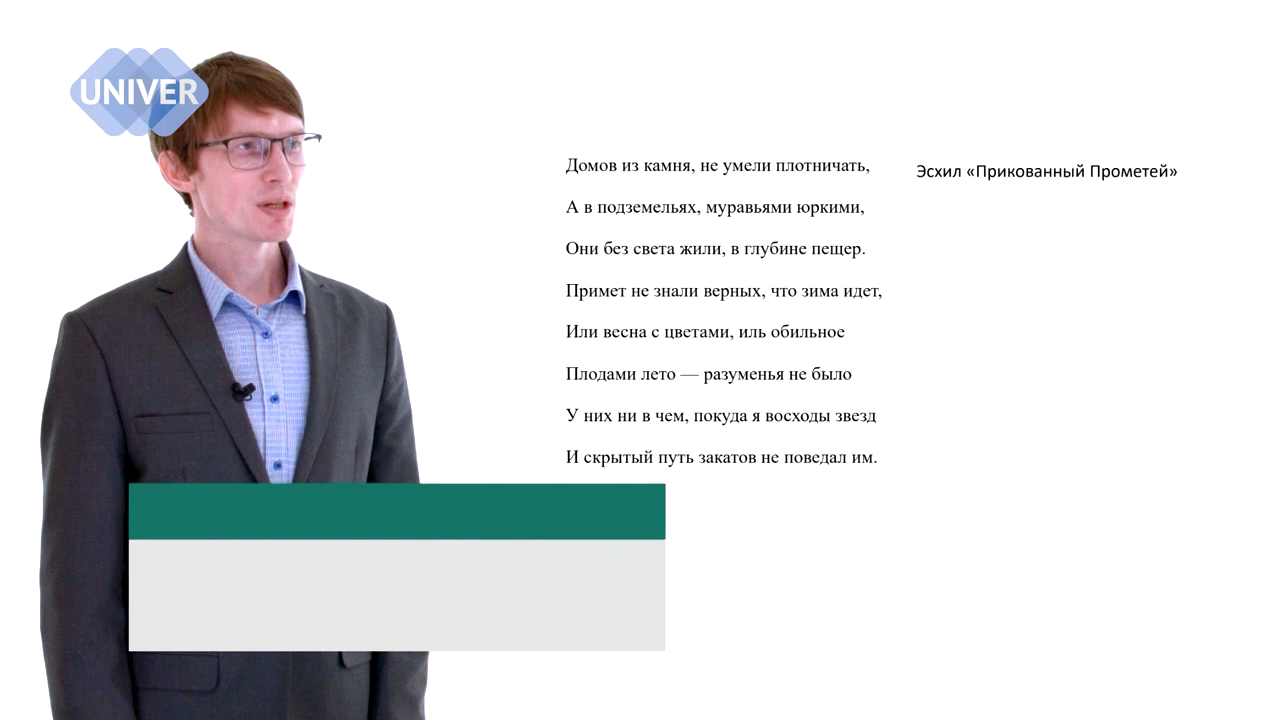 UNIVER
Домов из камня, не умели плотничать,
Эсхил «Прикованный Прометей»
А в подземельях, муравьями юркими,
Они без света жили, в глубине пещер.
Примет не знали верных, что зима идет,
Или весна с цветами, иль обильное
Плодами лето — разуменья не было
У них ни в чем, покуда я восходы звезд
И скрытый путь закатов не поведал им.